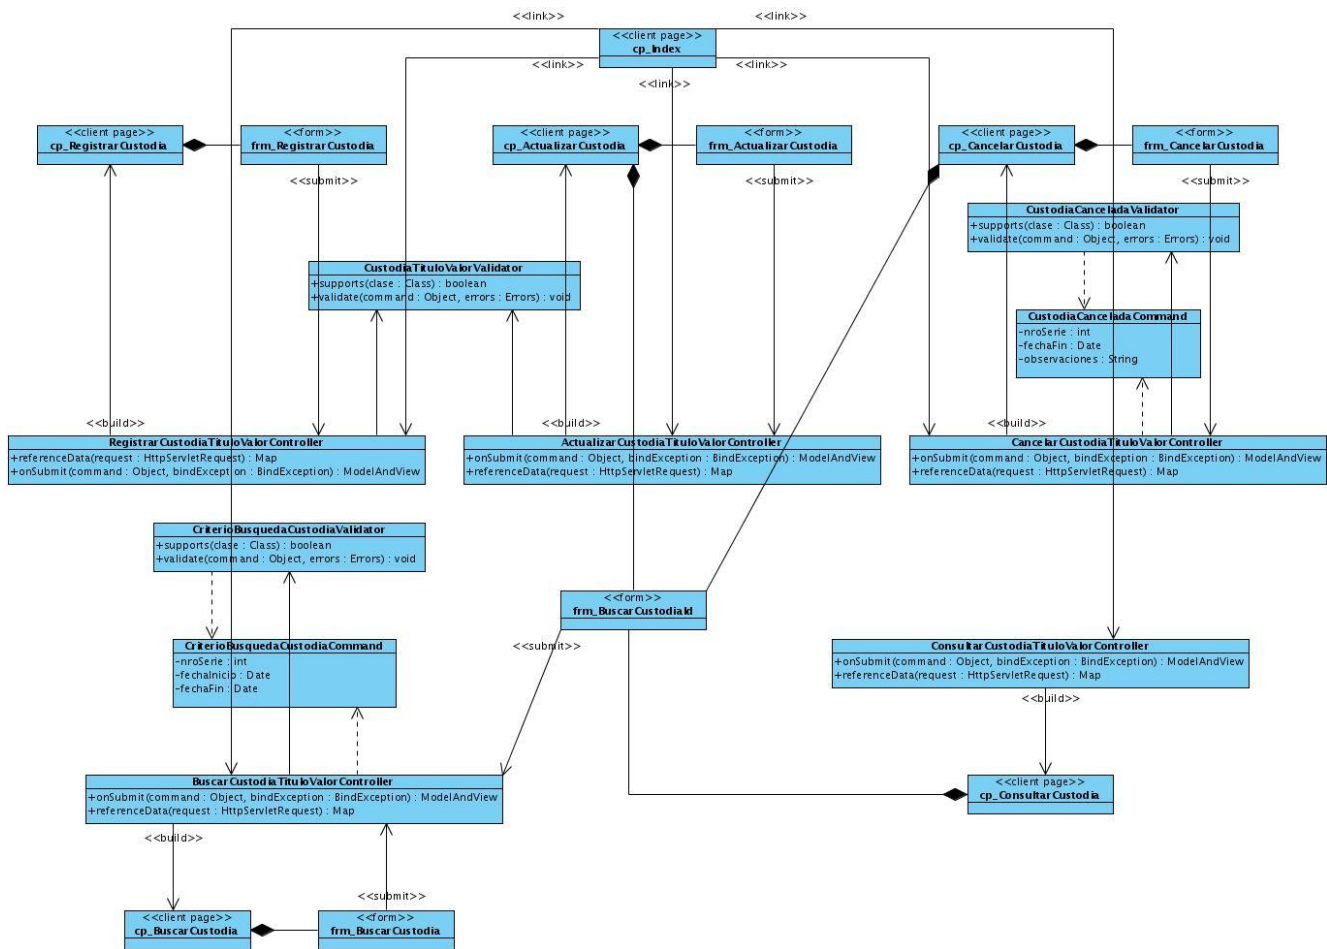 <<link>>
<<link>>
<<client page>>
cp_Index
<<link>>
<<link>>
<<link>>
<<client page>>
cp_RegistrarCustodia
<<form>>
frm_RegistrarCustodia
<<client page>>
cp_ActualizarCustodia
<<form>>
frm_ActualizarCustodia
<<client page>>
cp_CancelarCustodia
<<form>>
frm_CancelarCustodia
<<submit>>
<<submit>>
<<submit>>
CustodiaCanceladaValidator
+supports(clase : Class) : boolean
+validate(command : Object, errors : Errors) : void
CustodiaTituloValorValidator
+supports(clase : Class) : boolean
+validate(command : Object, errors : Errors) : void
CustodiaCanceladaCommand
-nroSerie : int
-fechaFin : Date
-observaciones : String
<<build>>
<<build>>
<<build>>
RegistrarCustodiaTituloValorController
+referenceData(request : HttpServletRequest) : Map
+onSubmit(command : Object, bindException : BindException) : ModelAndView
ActualizarCustodiaTituloValorController
+onSubmit(command : Object, bindException : BindException) : ModelAndView
+referenceData(request : HttpServletRequest) : Map
CancelarCustodiaTituloValorController
+onSubmit(command : Object, bindException : BindException) : ModelAndView
+referenceData(request : HttpServletRequest) : Map
CriterioBusquedaCustodiaValidator
+supports(clase : Class) : boolean
+validate(command : Object, errors : Errors) : void
<<form>>
frm_BuscarCustodiaId
<<submit>>
CriterioBusquedaCustodiaCommand
-nroSerie : int
-fechaInicio : Date
-fechaFin : Date
ConsultarCustodiaTituloValorController
+onSubmit(command : Object, bindException : BindException) : ModelAndView
+referenceData(request : HttpServletRequest) : Map
<<build>>
BuscarCustodiaTituloValorController
+onSubmit(command : Object, bindException : BindException) : ModelAndView
+referenceData(request : HttpServletRequest) : Map
<<client page>>
cp_ConsultarCustodia
<<build>>
<<submit>>
<<client page>>
cp_BuscarCustodia
<<form>>
frm_BuscarCustodia